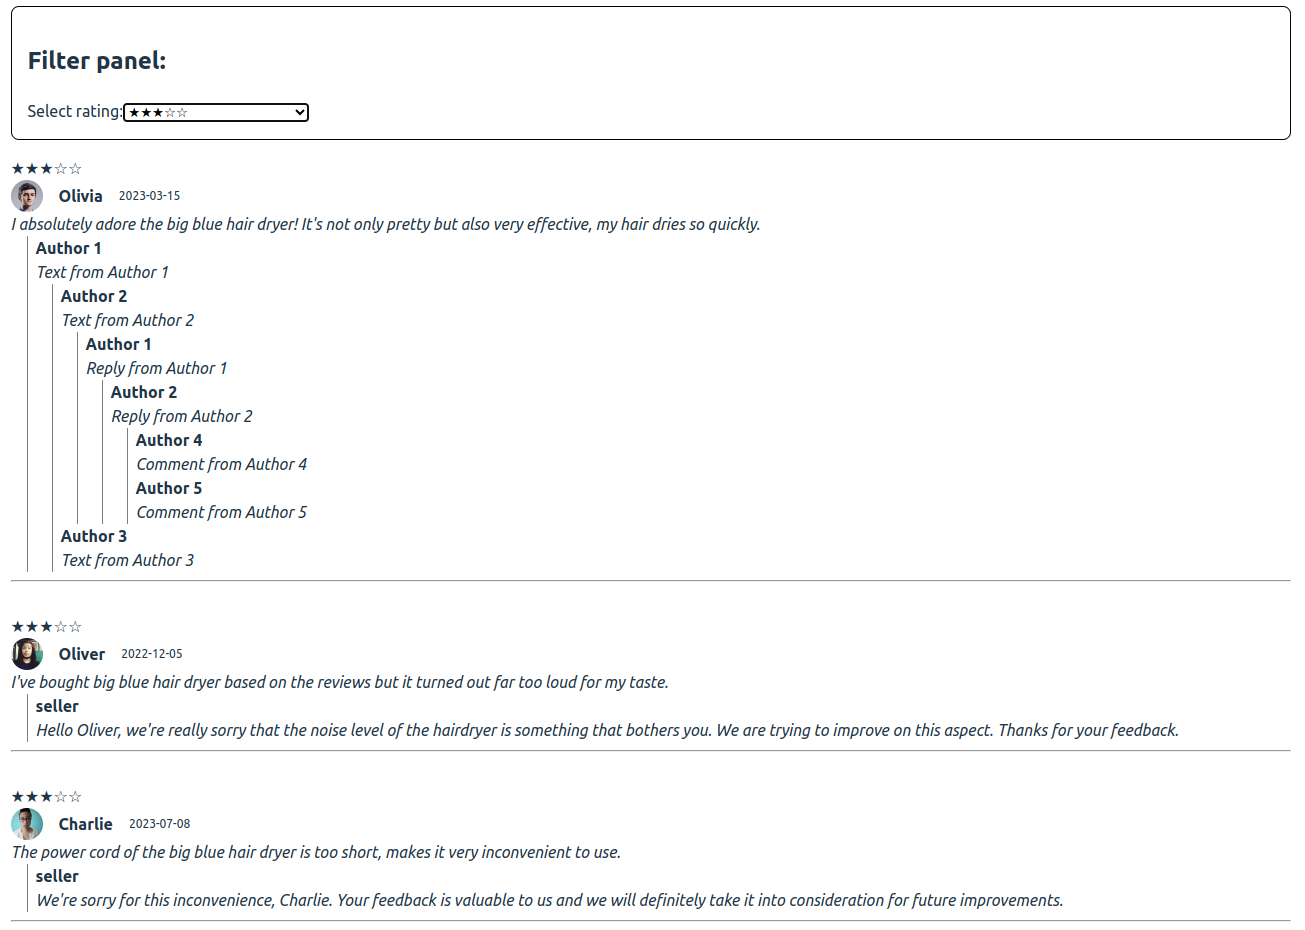 Filter panel:
Select rating: ★★★☆☆
★★★☆☆
Olivia 2023-03-15
I absolutely adore the big blue hair dryer! It's not only pretty but also very effective, my hair dries so quickly.
Author 1
Text from Author 1
Author 2
Text from Author 2
Author 1
Reply from Author 1
Author 2
Reply from Author 2
Author 4
Comment from Author 4
Author 5
Comment from Author 5
Author 3
Text from Author 3
★★★☆☆
Oliver 2022-12-05
I've bought big blue hair dryer based on the reviews but it turned out far too loud for my taste.
seller
Hello Oliver, we're really sorry that the noise level of the hairdryer is something that bothers you. We are trying to improve on this aspect. Thanks for your feedback.
★★★☆☆
Charlie 2023-07-08
The power cord of the big blue hair dryer is too short, makes it very inconvenient to use.
seller
We're sorry for this inconvenience, Charlie. Your feedback is valuable to us and we will definitely take it into consideration for future improvements.